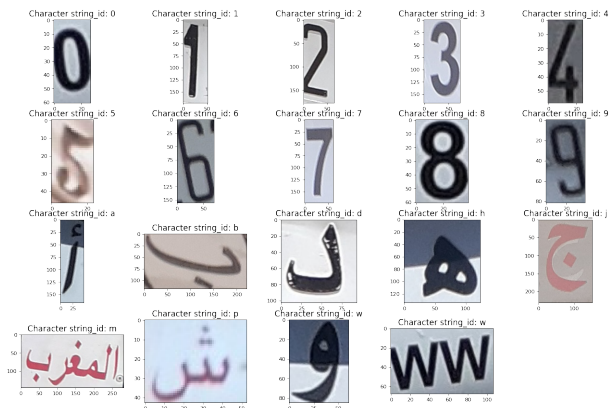 Character string_id: 0 Character string_id: 1 Character string_id: 2 Character string_id: 3 Character string_id: 4
0 1 2 3 4
Character string_id: 5 Character string_id: 6 Character string_id: 7 Character string_id: 8 Character string_id: 9
5 6 7 8 9
Character string_id: a Character string_id: b Character string_id: d Character string_id: h Character string_id: j
أ ب د ه ج
Character string_id: m Character string_id: p Character string_id: w Character string_id: w
المغرب ش و WW